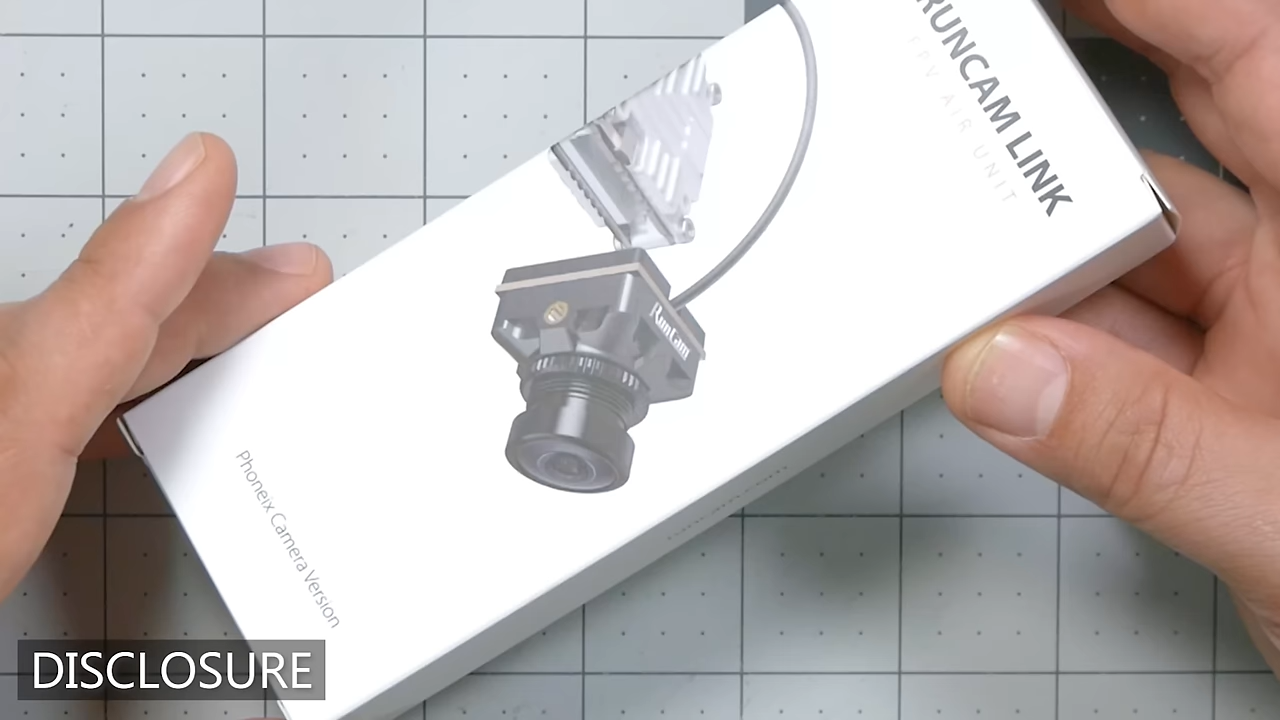 RUNCAM LINK
FPV AIR UNIT
RunCam
Phoneix Camera Version
DISCLOSURE